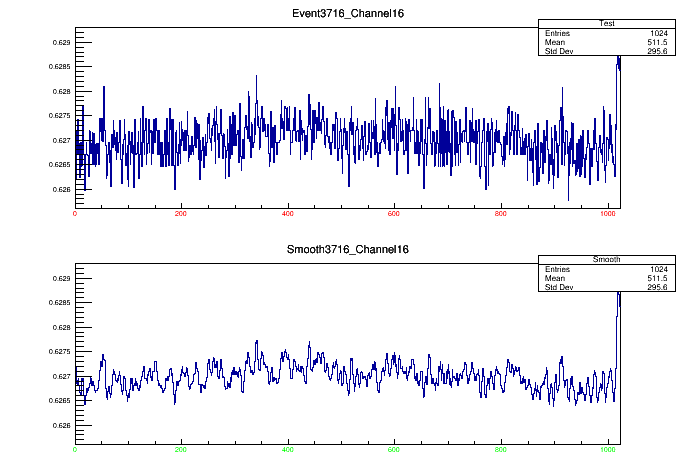 Event3716_Channel16
Test
Entries 1024
Mean 511.5
Std Dev 295.6
0.629
0.6285
0.628
0.6275
0.627
0.6265
0.626
0 200 400 600 800 1000
Smooth3716_Channel16
Smooth
Entries 1024
Mean 511.5
Std Dev 295.6
0.629
0.6285
0.628
0.6275
0.627
0.6265
0.626
0 200 400 600 800 1000